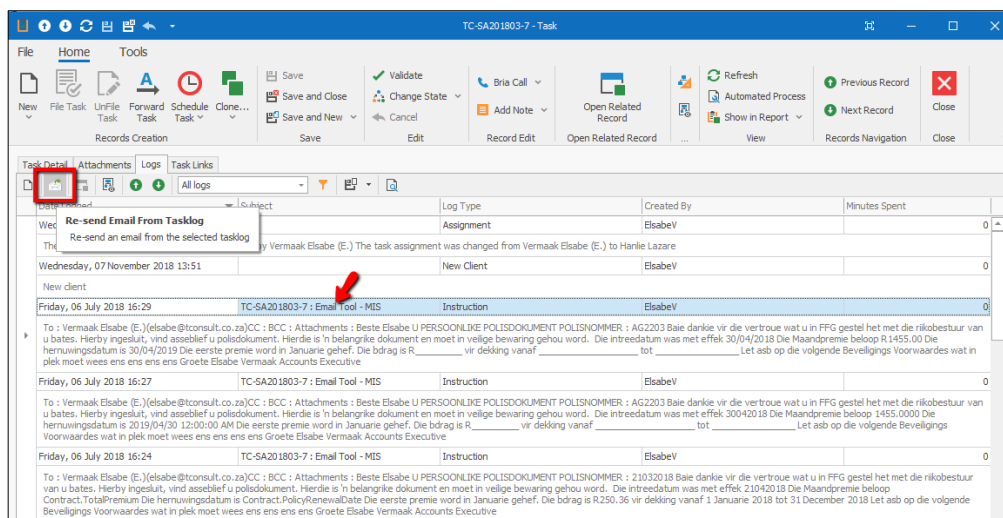 TC-SA201803-7 - Task
File Home Tools
New
File Task
UnFile Task
Forward Task
Schedule Task
Clone...
Records Creation
Save
Save and Close
Save and New
Save
Validate
Change State
Cancel
Edit
Bria Call
Add Note
Record Edit
Open Related Record
Open Related Record
...
Refresh
Automated Process
Show in Report
View
Previous Record
Next Record
Records Navigation
Close
Close
Task Detail Attachments Logs Task Links
All logs
Subject Log Type Created By Minutes Spent
Re-send Email From Tasklog
Re-send an email from the selected tasklog
Assignment ElsabeV 0
by Vermaak Elsabe (E.) The task assignment was changed from Vermaak Elsabe (E.) to Hanlie Lazare
Wednesday, 07 November 2018 13:51 New Client ElsabeV 0
New client
Friday, 06 July 2018 16:29 TC-SA201803-7 : Email Tool - MIS Instruction ElsabeV 0
To : Vermaak Elsabe (E.)(elsabe@tconsult.co.za)CC : BCC : Attachments : Beste Elsabe U PERSOONLIKE POLISDOKUMENT POLISNOMMER : AG2203 Baie dankie vir die vertroue wat u in FFG gestel het met die riikobestuur van
u bates. Hierby ingesluit, vind asseblief u polisdokument. Hierdie is 'n belangrike dokument en moet in veilige bewaring gehou word. Die intreedatum was met effek 30/04/2018 Die Maandpremie beloop R1455.00 Die
hernuwingsdatum is 30/04/2019 Die eerste premie word in Januarie gehef. Die bdrag is R________ vir dekking vanaf ________________ tot ______________ Let asb op die volgende Beveiligings Voorwaardes wat in
plek moet wees ens ens ens ens Groete Elsabe Vermaak Accounts Executive
Friday, 06 July 2018 16:27 TC-SA201803-7 : Email Tool - MIS Instruction ElsabeV 0
To : Vermaak Elsabe (E.)(elsabe@tconsult.co.za)CC : BCC : Attachments : Beste Elsabe U PERSOONLIKE POLISDOKUMENT POLISNOMMER : AG2203 Baie dankie vir die vertroue wat u in FFG gestel het met die riikobestuur van
u bates. Hierby ingesluit, vind asseblief u polisdokument. Hierdie is 'n belangrike dokument en moet in veilige bewaring gehou word. Die intreedatum was met effek 30042018 Die Maandpremie beloop 1455.0000 Die
hernuwingsdatum is 2019/04/30 12:00:00 AM Die eerste premie word in Januarie gehef. Die bdrag is R________ vir dekking vanaf ________________ tot ______________ Let asb op die volgende Beveiligings
Voorwaardes wat in plek moet wees ens ens ens ens Groete Elsabe Vermaak Accounts Executive
Friday, 06 July 2018 16:24 TC-SA201803-7 : Email Tool - MIS Instruction ElsabeV 0
To : Vermaak Elsabe (E.)(elsabe@tconsult.co.za)CC : BCC : Attachments : Beste Elsabe U PERSOONLIKE POLISDOKUMENT POLISNOMMER : 21032018 Baie dankie vir die vertroue wat u in FFG gestel het met die riikobestuur
van u bates. Hierby ingesluit, vind asseblief u polisdokument. Hierdie is 'n belangrike dokument en moet in veilige bewaring gehou word. Die intreedatum was met effek 21042018 Die Maandpremie beloop
Contract.TotalPremium Die hernuwingsdatum is Contract.PolicyRenewalDate Die eerste premie word in Januarie gehef. Die bdrag is R250.36 vir dekking vanaf 1 Januarie 2018 tot 31 December 2018 Let asb op die volgende
Beveiligings Voorwaardes wat in plek moet wees ens ens ens ens Groete Elsabe Vermaak Accounts Executive